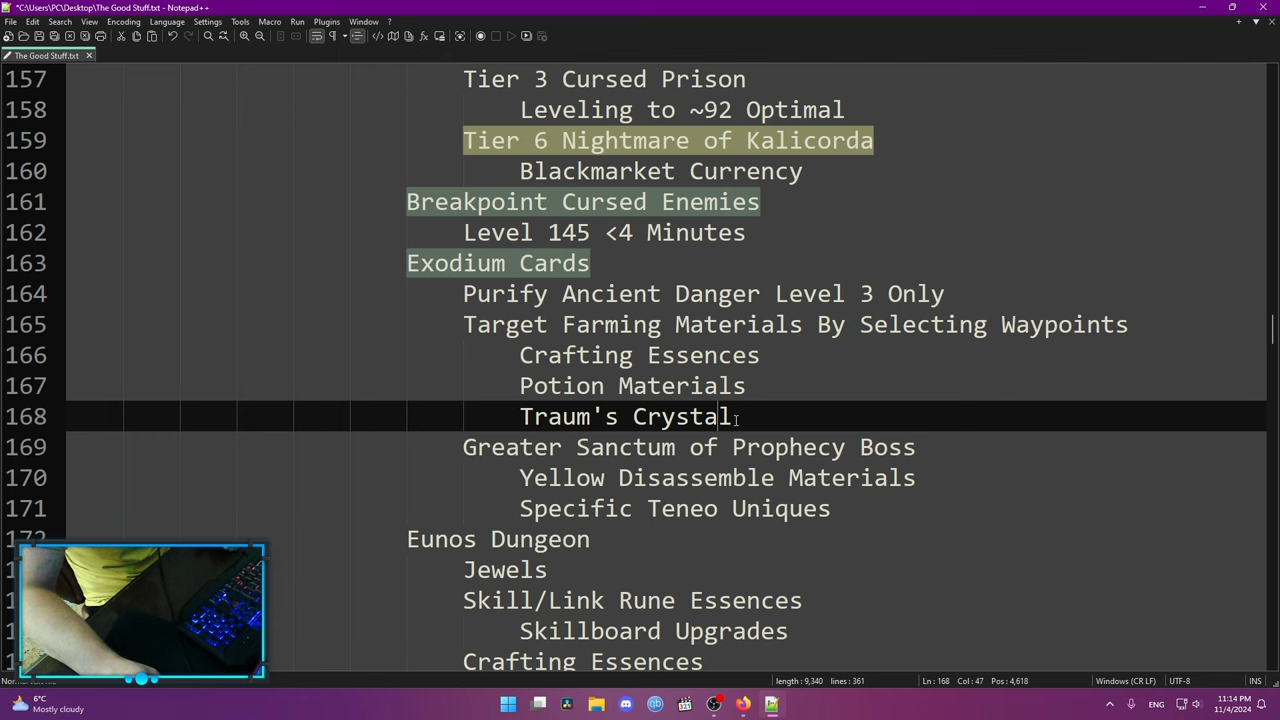 *C:\Users\PC\Desktop\The Good Stuff.txt - Notepad++
File Edit Search View Encoding Language Settings Tools Macro Run Plugins Window ?
The Good Stuff.txt
157 Tier 3 Cursed Prison
158 Leveling to ~92 Optimal
159 Tier 6 Nightmare of Kalicorda
160 Blackmarket Currency
161 Breakpoint Cursed Enemies
162 Level 145 <4 Minutes
163 Exodium Cards
164 Purify Ancient Danger Level 3 Only
165 Target Farming Materials By Selecting Waypoints
166 Crafting Essences
167 Potion Materials
168 Traum's Crystal
169 Greater Sanctum of Prophecy Boss
170 Yellow Disassemble Materials
171 Specific Teneo Uniques
172 Eunos Dungeon
Jewels
Skill/Link Rune Essences
Skillboard Upgrades
Crafting Essences
length : 9,340 lines : 361 Ln : 168 Col : 47 Pos : 4,618 Windows (CR LF) UTF-8 INS
6°C
Mostly cloudy
ENG
11:14 PM
11/4/2024